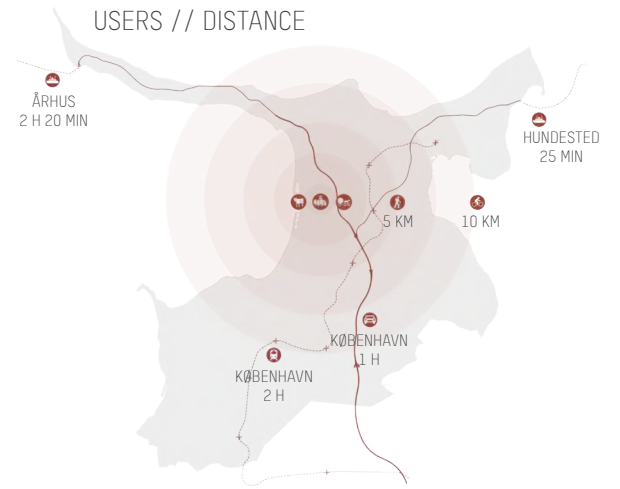 USERS // DISTANCE
ÅRHUS
2 H 20 MIN
HUNDESTED
25 MIN
5 KM
10 KM
KØBENHAVN
1 H
KØBENHAVN
2 H